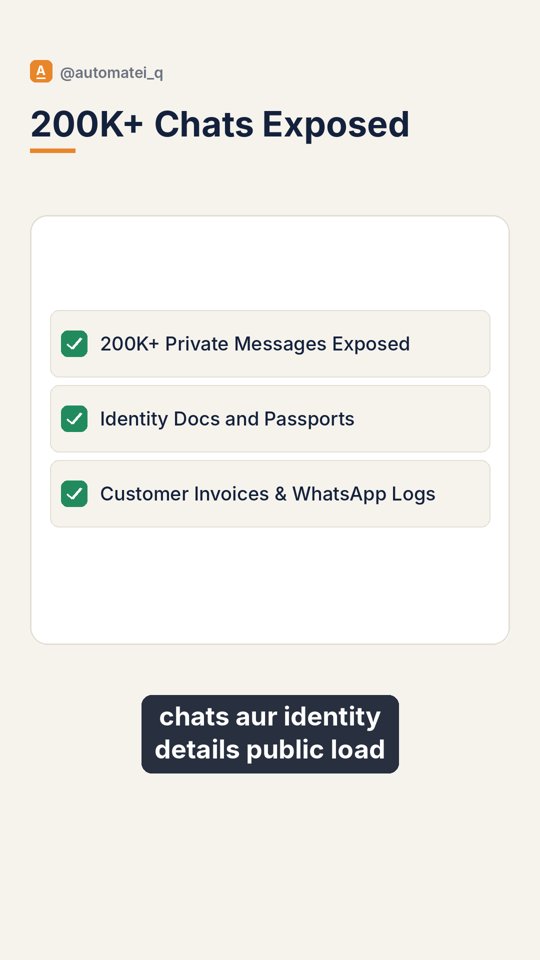 A
@automatei_q
200K+ Chats Exposed
200K+ Private Messages Exposed
Identity Docs and Passports
Customer Invoices & WhatsApp Logs
chats aur identity
details public load